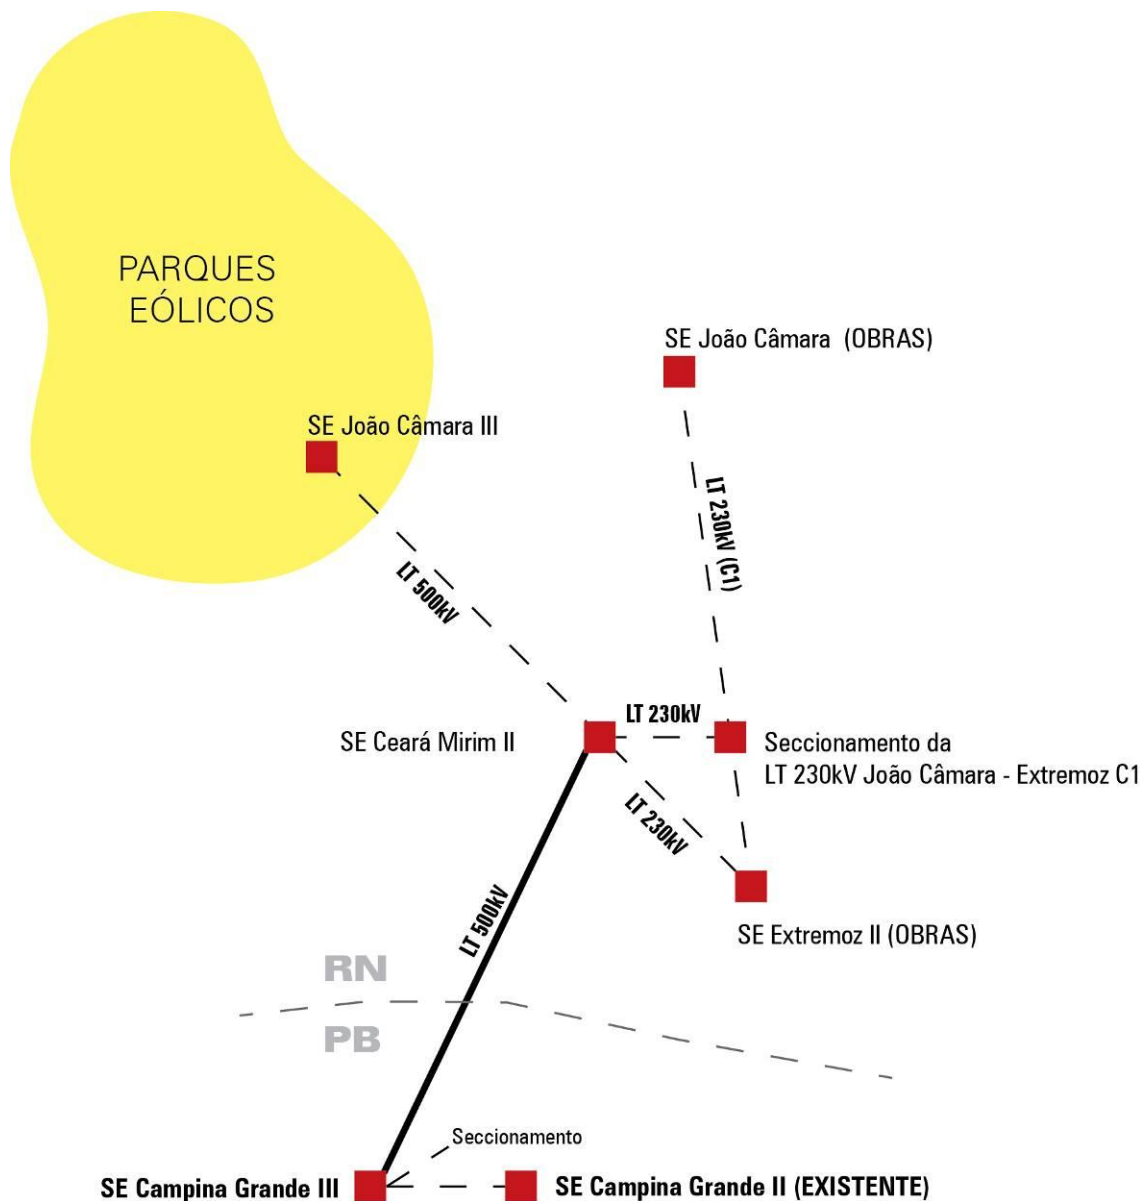 PARQUES
EÓLICOS
SE João Câmara (OBRAS)
SE João Câmara III
LT 230kV (C1)
LT 500kV
LT 230kV
SE Ceará Mirim II
Seccionamento da
LT 230kV João Câmara - Extremoz C1
LT 230kV
LT 500kV
SE Extremoz II (OBRAS)
RN
PB
Seccionamento
SE Campina Grande III
SE Campina Grande II (EXISTENTE)